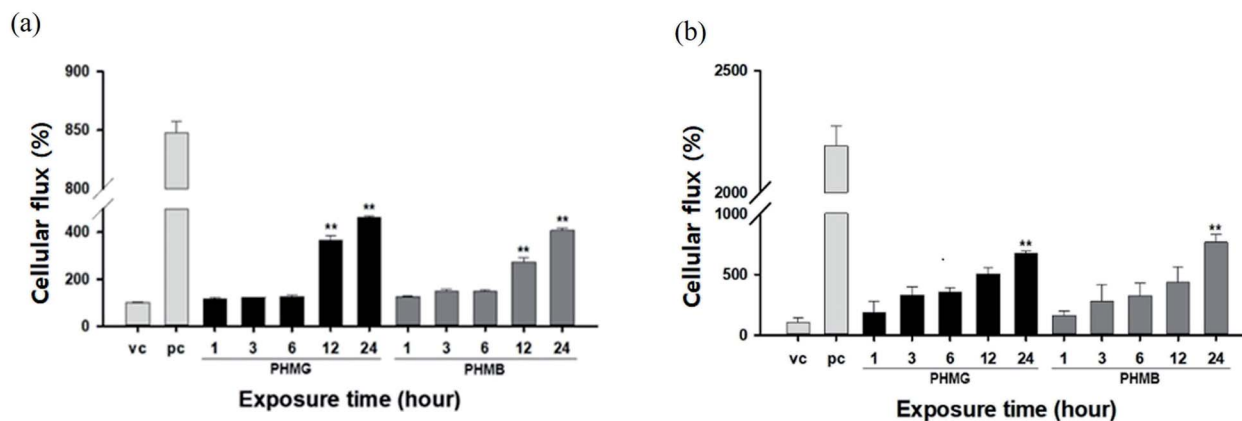 (a)
900
850
800
400
200
0
Cellular flux (%)
** ** ** **
vc pc 1 3 6 12 24 1 3 6 12 24
PHMG PHMB
Exposure time (hour)
(b)
2500
2000
1000
500
0
Cellular flux (%)
** **
vc pc 1 3 6 12 24 1 3 6 12 24
PHMG PHMB
Exposure time (hour)